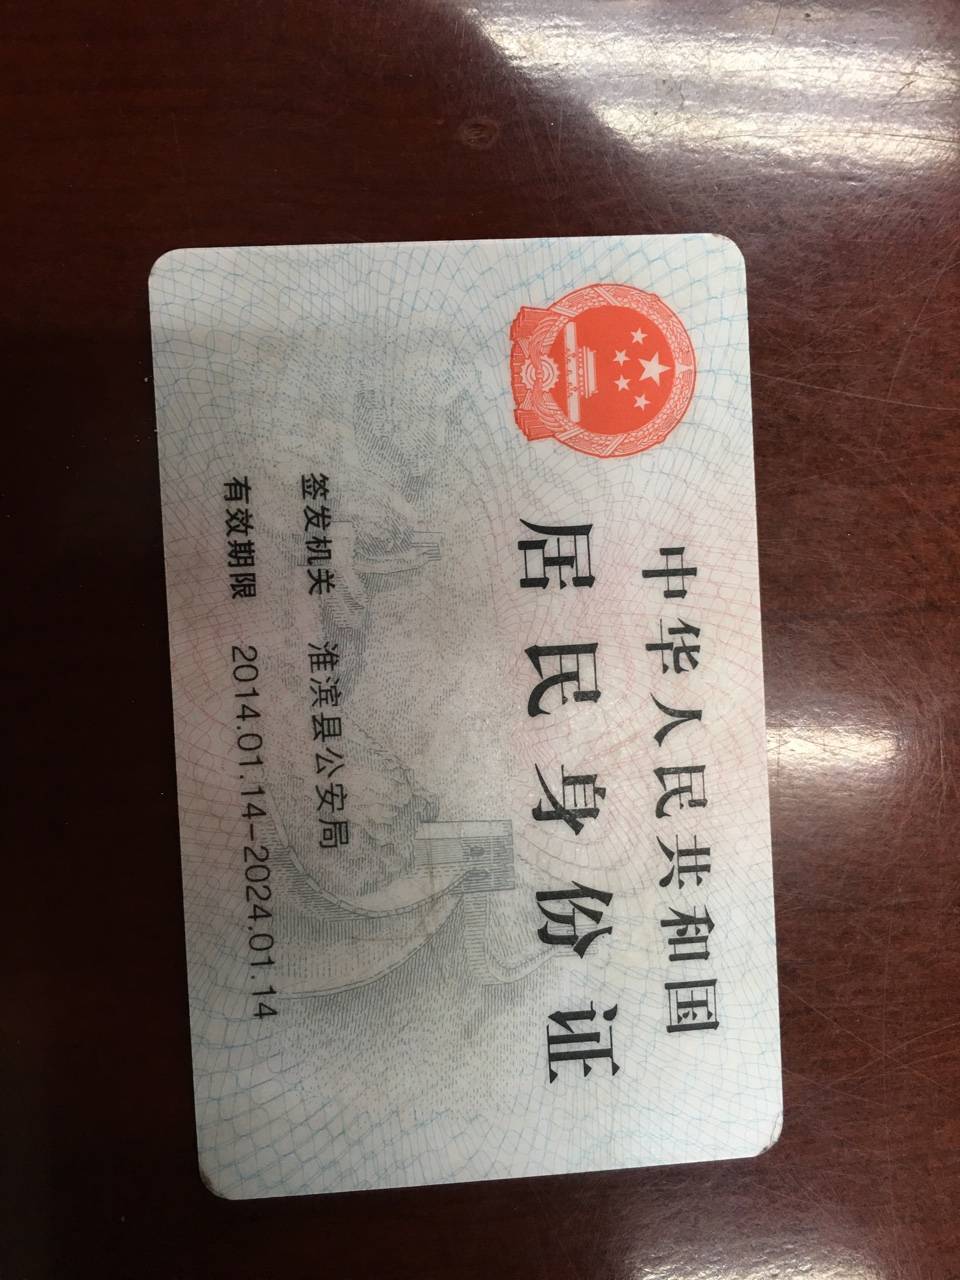 中华人民共和国
居民身份证
签发机关 淮滨县公安局
有效期限 2014.01.14-2024.01.14